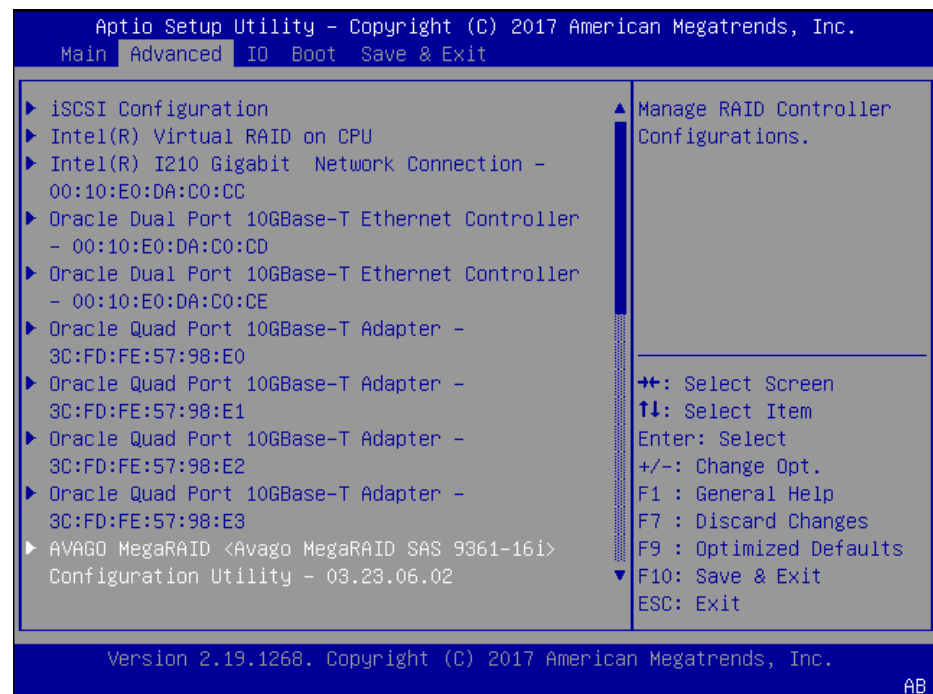 Aptio Setup Utility – Copyright (C) 2017 American Megatrends, Inc.
Main Advanced IO Boot Save & Exit
▶ iSCSI Configuration
▶ Intel(R) Virtual RAID on CPU
▶ Intel(R) I210 Gigabit  Network Connection –
00:10:E0:DA:C0:CC
▶ Oracle Dual Port 10GBase-T Ethernet Controller
– 00:10:E0:DA:C0:CD
▶ Oracle Dual Port 10GBase-T Ethernet Controller
– 00:10:E0:DA:C0:CE
▶ Oracle Quad Port 10GBase-T Adapter –
3C:FD:FE:57:98:E0
▶ Oracle Quad Port 10GBase-T Adapter –
3C:FD:FE:57:98:E1
▶ Oracle Quad Port 10GBase-T Adapter –
3C:FD:FE:57:98:E2
▶ Oracle Quad Port 10GBase-T Adapter –
3C:FD:FE:57:98:E3
▶ AVAGO MegaRAID <Avago MegaRAID SAS 9361-16i>
Configuration Utility – 03.23.06.02
Manage RAID Controller
Configurations.
→←: Select Screen
↑↓: Select Item
Enter: Select
+/-: Change Opt.
F1 : General Help
F7 : Discard Changes
F9 : Optimized Defaults
F10: Save & Exit
ESC: Exit
Version 2.19.1268. Copyright (C) 2017 American Megatrends, Inc.
AB